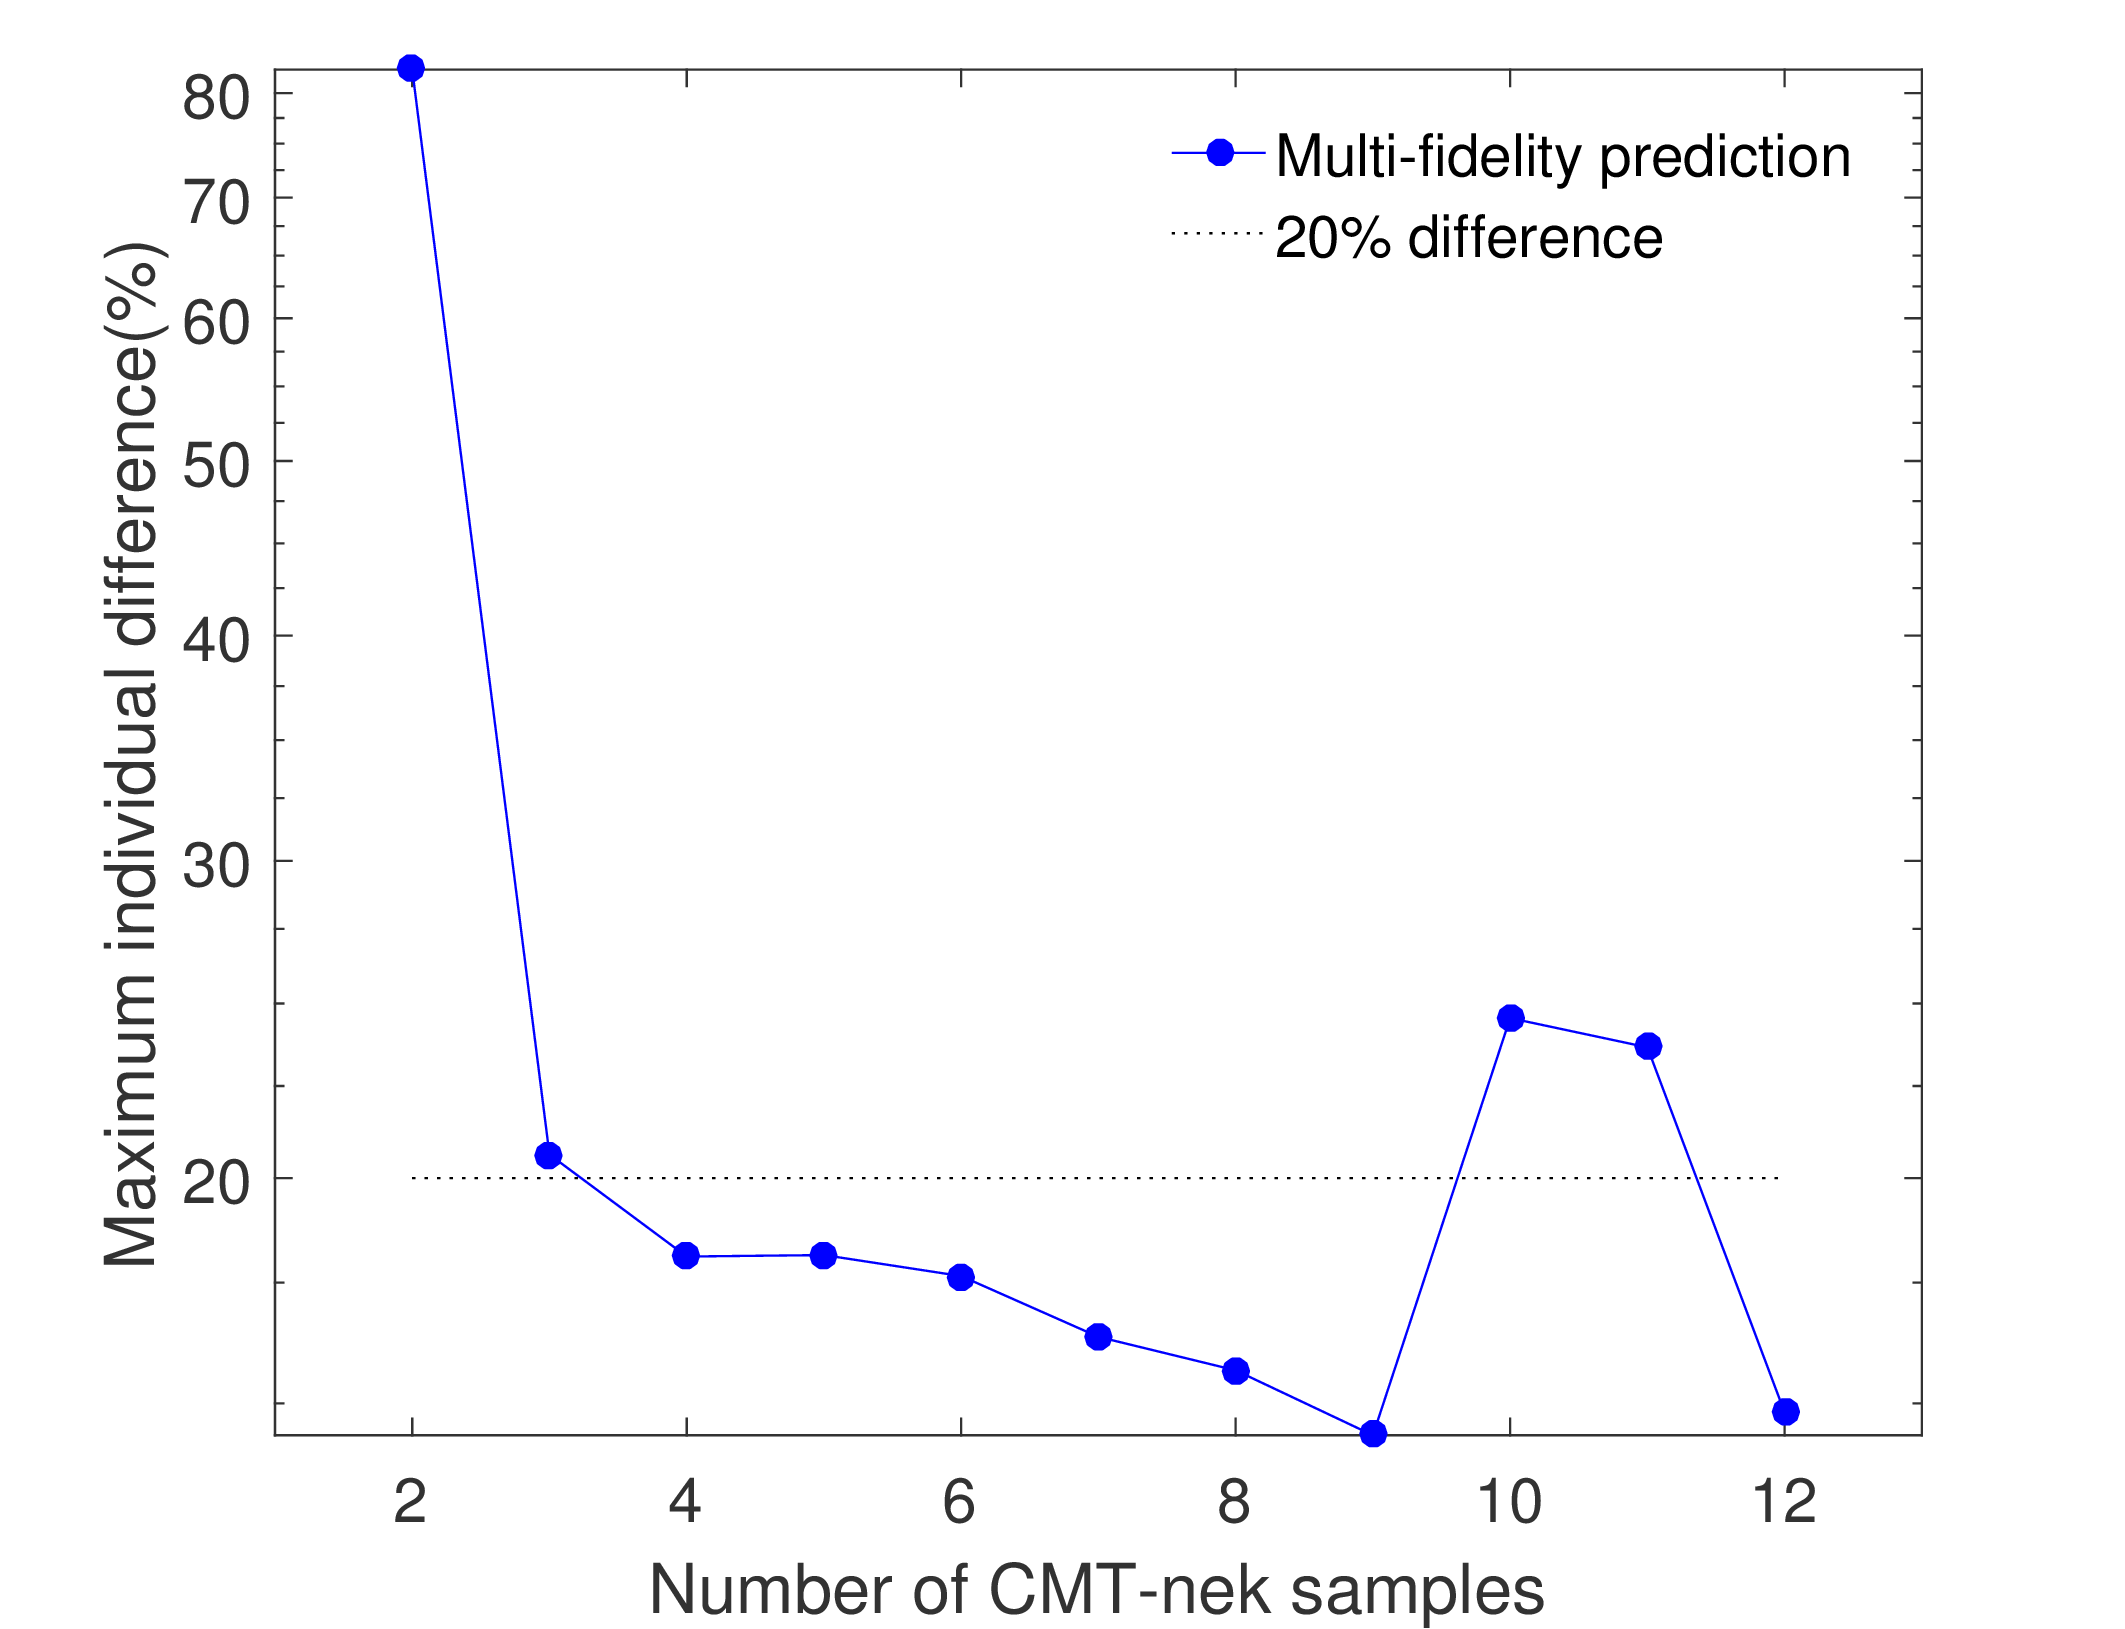 Maximum individual difference(%)
80
70
60
50
40
30
20
Multi-fidelity prediction
20% difference
2 4 6 8 10 12
Number of CMT-nek samples